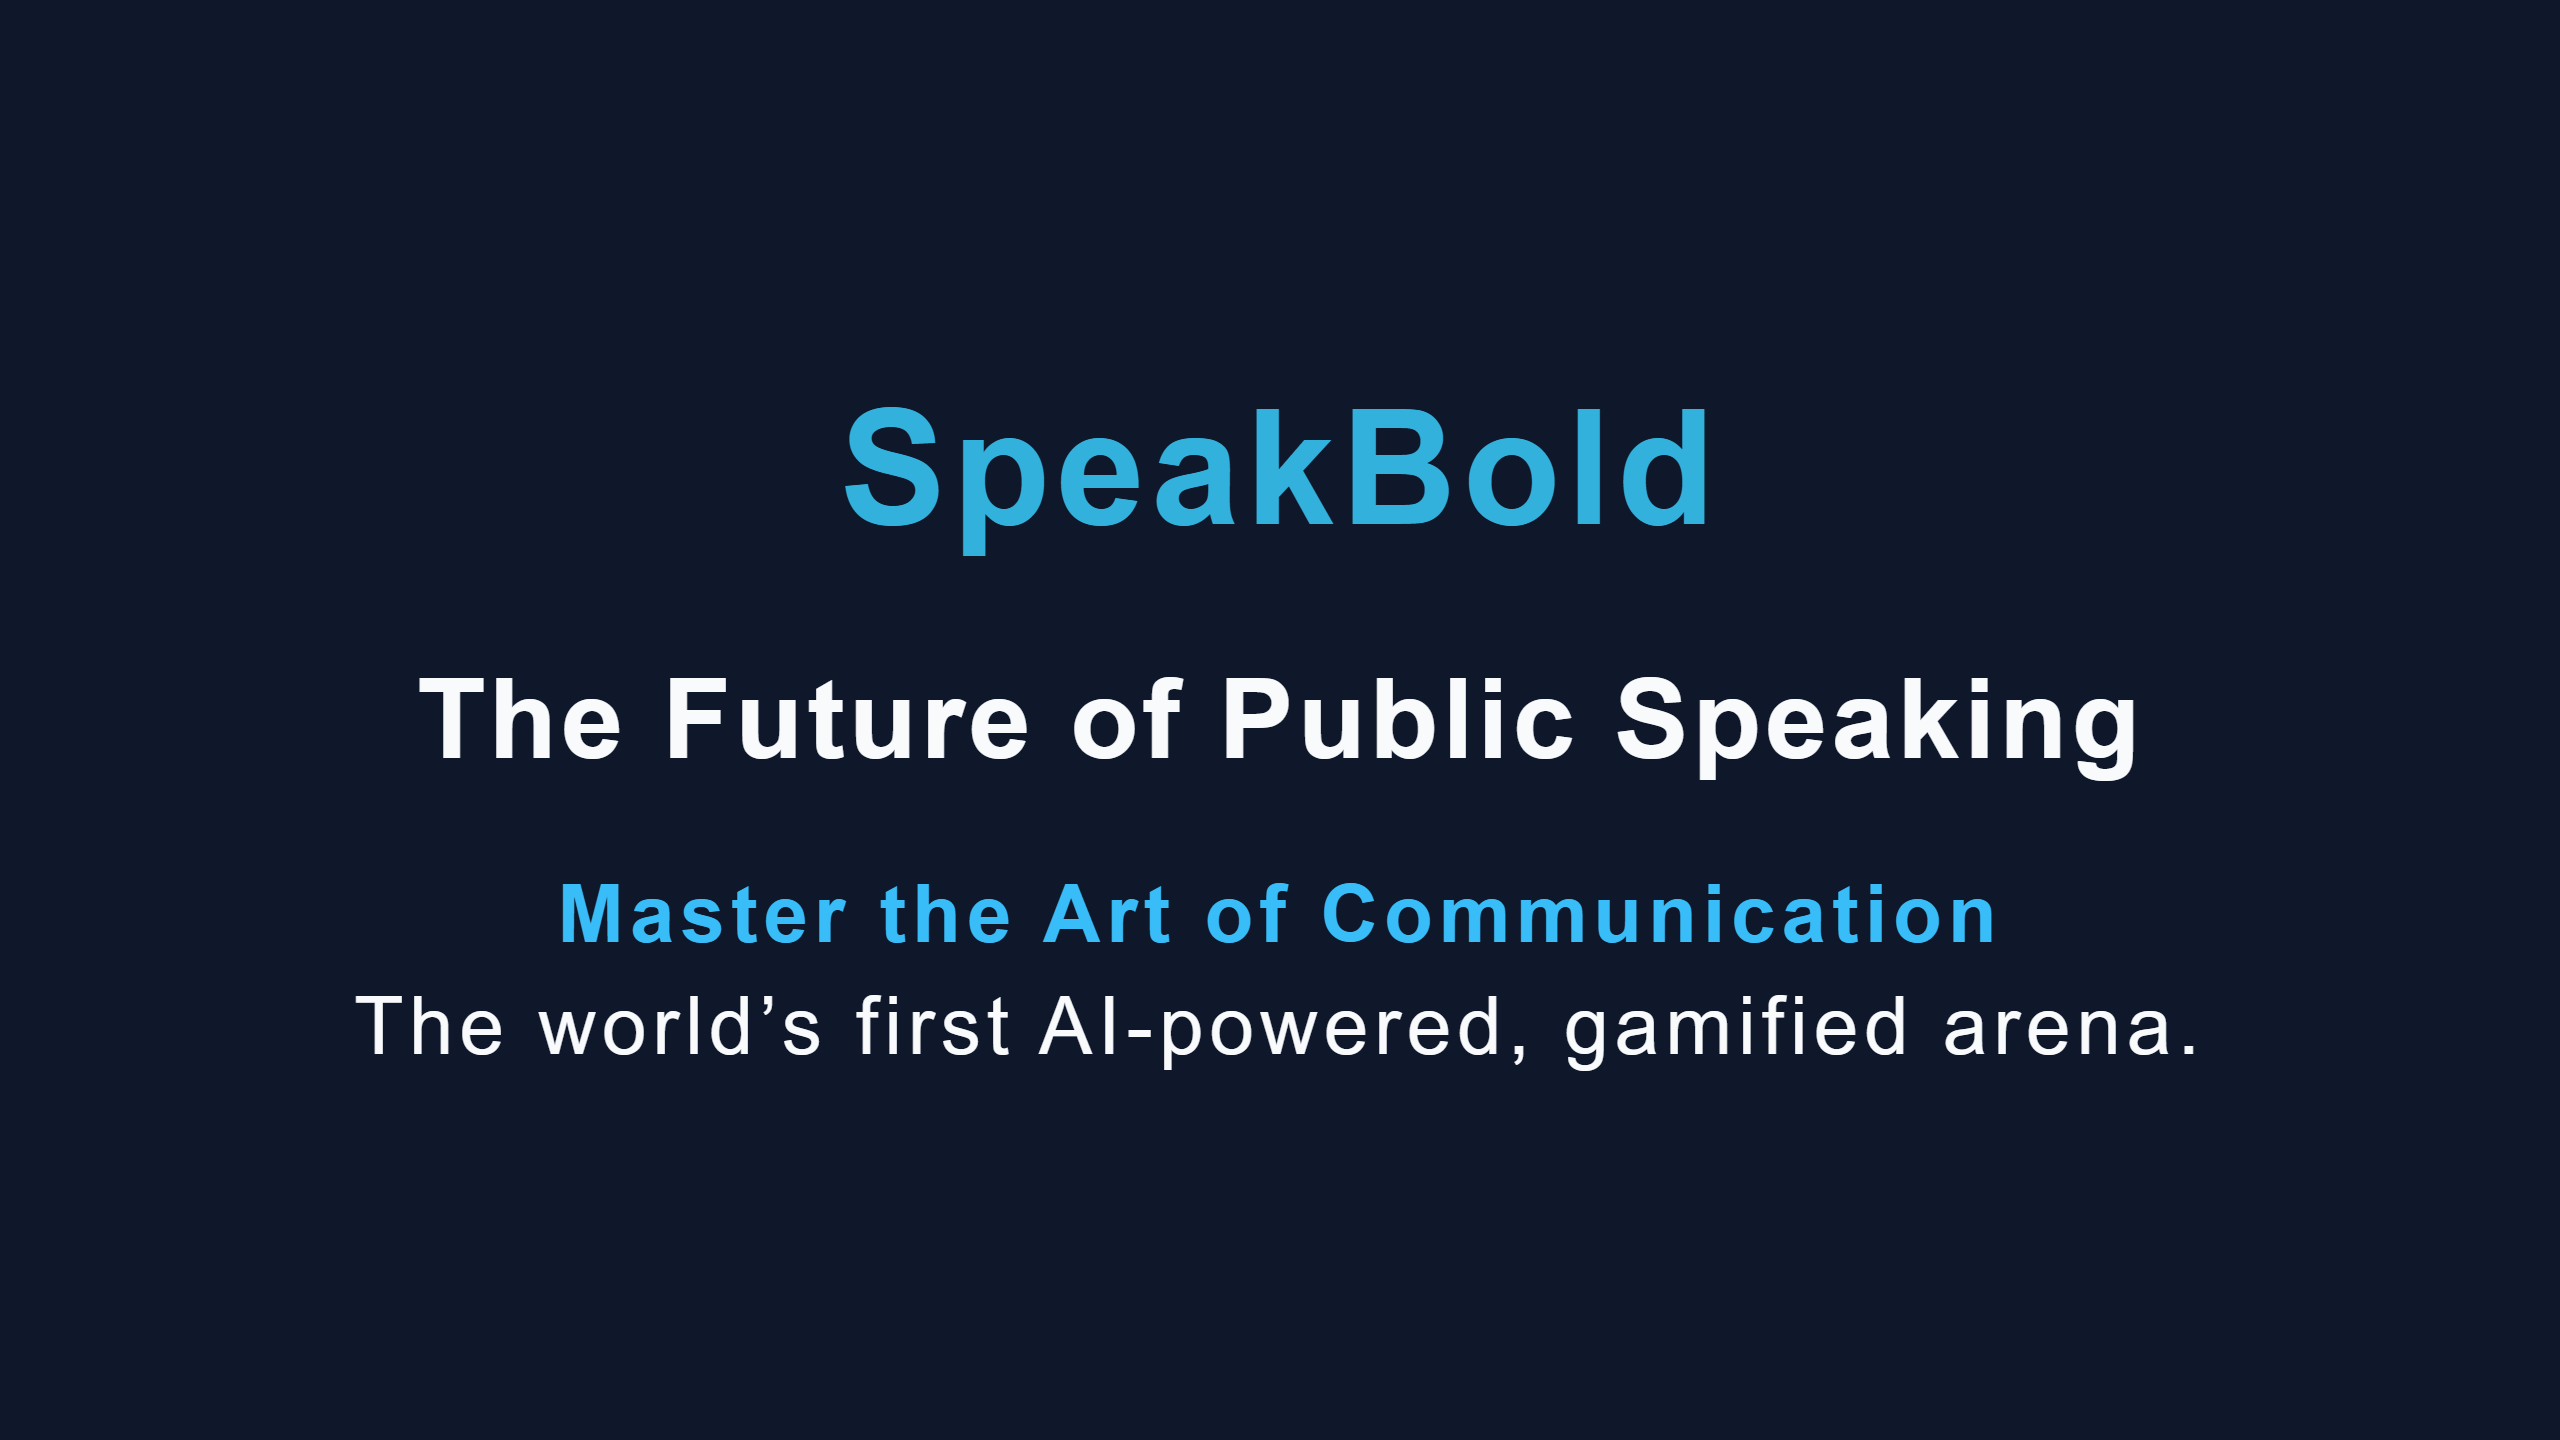 SpeakBold
The Future of Public Speaking
Master the Art of Communication
The world’s first AI-powered, gamified arena.